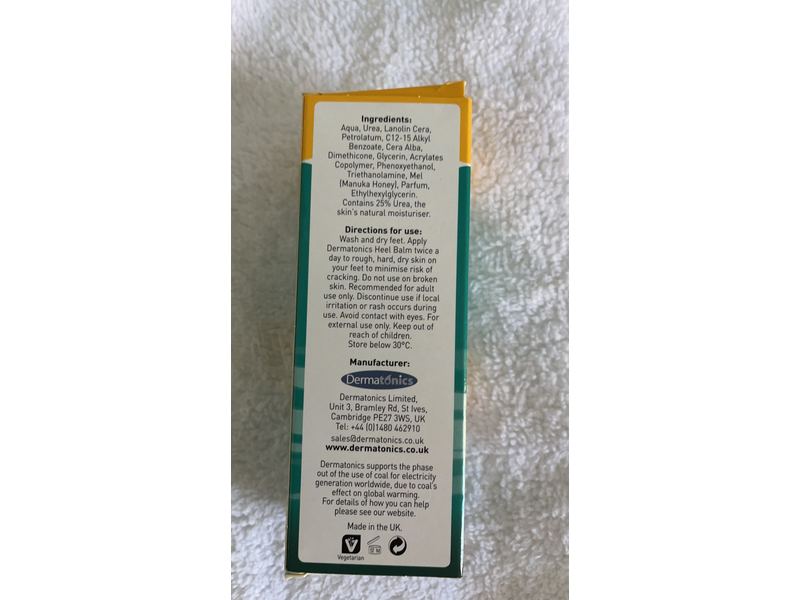 Ingredients:
Aqua, Urea, Lanolin Cera,
Petrolatum, C12-15 Alkyl
Benzoate, Cera Alba,
Dimethicone, Glycerin, Acrylates
Copolymer, Phenoxyethanol,
Triethanolamine, Mel
(Manuka Honey), Parfum,
Ethylhexylglycerin.
Contains 25% Urea, the
skin's natural moisturiser.
Directions for use:
Wash and dry feet. Apply
Dermatonics Heel Balm twice a
day to rough, hard, dry skin on
your feet to minimise risk of
cracking. Do not use on broken
skin. Recommended for adult
use only. Discontinue use if local
irritation or rash occurs during
use. Avoid contact with eyes. For
external use only. Keep out of
reach of children.
Store below 30°C.
Manufacturer:
Dermatonics
Dermatonics Limited,
Unit 3, Bramley Rd, St Ives,
Cambridge PE27 3WS, UK
Tel: +44 (0)1480 462910
sales@dermatonics.co.uk
www.dermatonics.co.uk
Dermatonics supports the phase
out of the use of coal for electricity
generation worldwide, due to coal's
effect on global warming.
For details of how you can help
please see our website.
Made in the UK.
Vegetarian